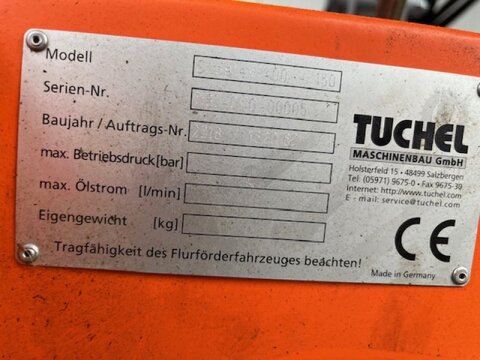 Modell
Serien-Nr.
Baujahr / Auftrags-Nr.
max. Betriebsdruck [bar]
max. Ölstrom [l/min]
Eigengewicht [kg]
Tragfähigkeit des Flurförderfahrzeuges beachten!
TUCHEL
MASCHINENBAU GmbH
Holsterfeld 15 • 48499 Salzbergen
Tel: (05971) 9675-0 • Fax 9675-30
Internet: http://www.tuchel.com
E - mail: service@tuchel.com
CE
Made in Germany